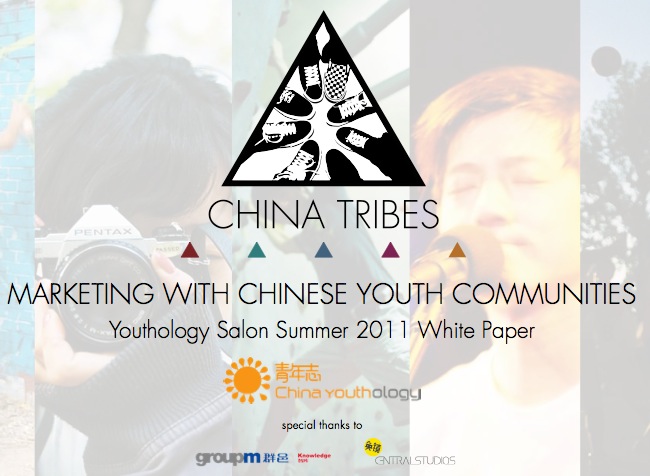 PENTAX
CHINA TRIBES
MARKETING WITH CHINESE YOUTH COMMUNITIES
Youthology Salon Summer 2011 White Paper
青年志
China youthology
special thanks to
groupm 群邑 Knowledge
CNTRALSTUDIOS